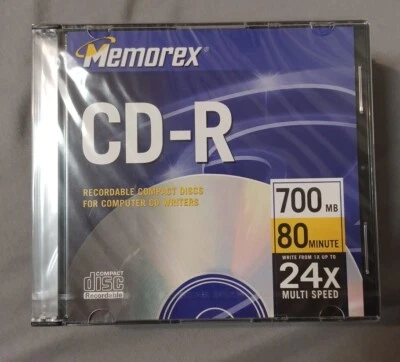 Memorex®
CD-R
RECORDABLE COMPACT DISCS
FOR COMPUTER CD WRITERS
700 MB
80 MINUTE
WRITE FROM 1X UP TO
24x
MULTI SPEED
COMPACT
disc
Recordable